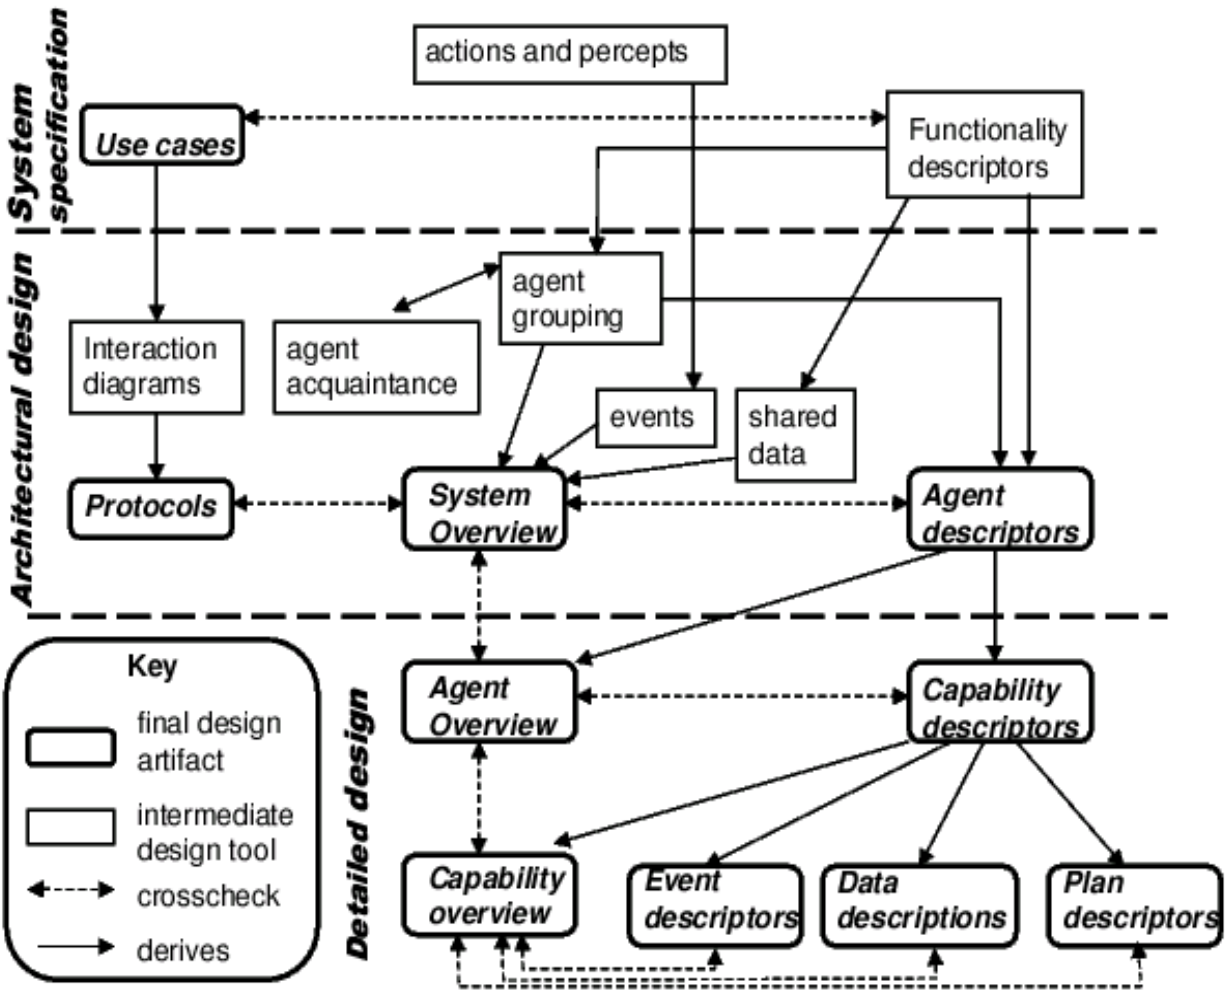 System
specification
actions and percepts
Use cases
Functionality
descriptors
Architectural design
agent
grouping
Interaction
diagrams
agent
acquaintance
events
shared
data
Protocols
System
Overview
Agent
descriptors
Key
final design
artifact
intermediate
design tool
crosscheck
derives
Detailed design
Agent
Overview
Capability
descriptors
Capability
overview
Event
descriptors
Data
descriptions
Plan
descriptors